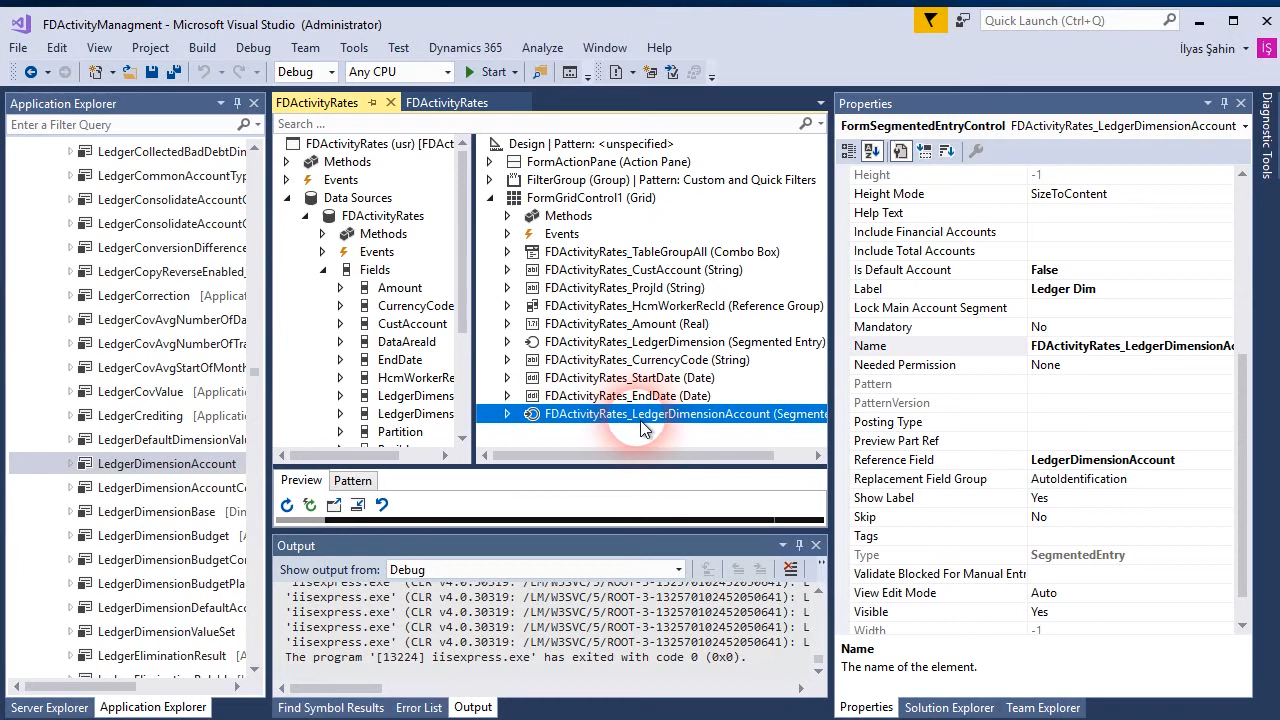 FDActivityManagment - Microsoft Visual Studio (Administrator)
Quick Launch (Ctrl+Q)
File Edit View Project Build Debug Team Tools Test Dynamics 365 Analyze Window Help
İlyas Şahin
İŞ
Debug
Any CPU
Start
Application Explorer
Enter a Filter Query
LedgerCollectedBadDebtDin
LedgerCommonAccountTyp
LedgerConsolidateAccount
LedgerConsolidateAccount
LedgerConversionDifference
LedgerCopyReverseEnabled_
LedgerCorrection [Applicat
LedgerCovAvgNumberOfDa
LedgerCovAvgNumberOfTra
LedgerCovAvgStartOfMonth
LedgerCovValue [Applicati
LedgerCrediting [Applicati
LedgerDefaultDimensionVal
LedgerDimensionAccount
LedgerDimensionAccountCo
LedgerDimensionBase [Din
LedgerDimensionBudget [
LedgerDimensionBudgetCon
LedgerDimensionBudgetPla
LedgerDimensionDefaultAcc
LedgerDimensionValueSet
LedgerEliminationResult [A
Server Explorer
Application Explorer
FDActivityRates
FDActivityRates
Search ...
FDActivityRates (usr) [FDAct
Methods
Events
Data Sources
FDActivityRates
Methods
Events
Fields
Amount
CurrencyCode
CustAccount
DataAreaId
EndDate
HcmWorkerRe
LedgerDimens
LedgerDimens
Partition
Design | Pattern: <unspecified>
FormActionPane (Action Pane)
FilterGroup (Group) | Pattern: Custom and Quick Filters
FormGridControl1 (Grid)
Methods
Events
FDActivityRates_TableGroupAll (Combo Box)
FDActivityRates_CustAccount (String)
FDActivityRates_ProjId (String)
FDActivityRates_HcmWorkerRecId (Reference Group)
FDActivityRates_Amount (Real)
FDActivityRates_LedgerDimension (Segmented Entry)
FDActivityRates_CurrencyCode (String)
FDActivityRates_StartDate (Date)
FDActivityRates_EndDate (Date)
FDActivityRates_LedgerDimensionAccount (Segmente
Preview
Pattern
Output
Show output from: Debug
'iisexpress.exe' (CLR v4.0.30319: /LM/W3SVC/5/ROOT-3-132570102452050641): L
'iisexpress.exe' (CLR v4.0.30319: /LM/W3SVC/5/ROOT-3-132570102452050641): L
'iisexpress.exe' (CLR v4.0.30319: /LM/W3SVC/5/ROOT-3-132570102452050641): L
'iisexpress.exe' (CLR v4.0.30319: /LM/W3SVC/5/ROOT-3-132570102452050641): L
The program '[13224] iisexpress.exe' has exited with code 0 (0x0).
Find Symbol Results
Error List
Output
Properties
FormSegmentedEntryControl FDActivityRates_LedgerDimensionAccount
Height -1
Height Mode SizeToContent
Help Text
Include Financial Accounts
Include Total Accounts
Is Default Account False
Label Ledger Dim
Lock Main Account Segment
Mandatory No
Name FDActivityRates_LedgerDimensionAc
Needed Permission None
Pattern
PatternVersion
Posting Type
Preview Part Ref
Reference Field LedgerDimensionAccount
Replacement Field Group AutoIdentification
Show Label Yes
Skip No
Tags
Type SegmentedEntry
Validate Blocked For Manual Entr
View Edit Mode Auto
Visible Yes
Width -1
Name
The name of the element.
Properties
Solution Explorer
Team Explorer
Diagnostic Tools